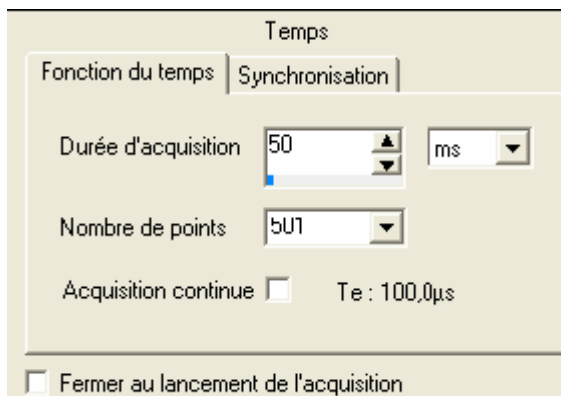 Temps
Fonction du temps Synchronisation
Durée d'acquisition 50 ms
Nombre de points 501
Acquisition continue Te : 100,0µs
Fermer au lancement de l'acquisition